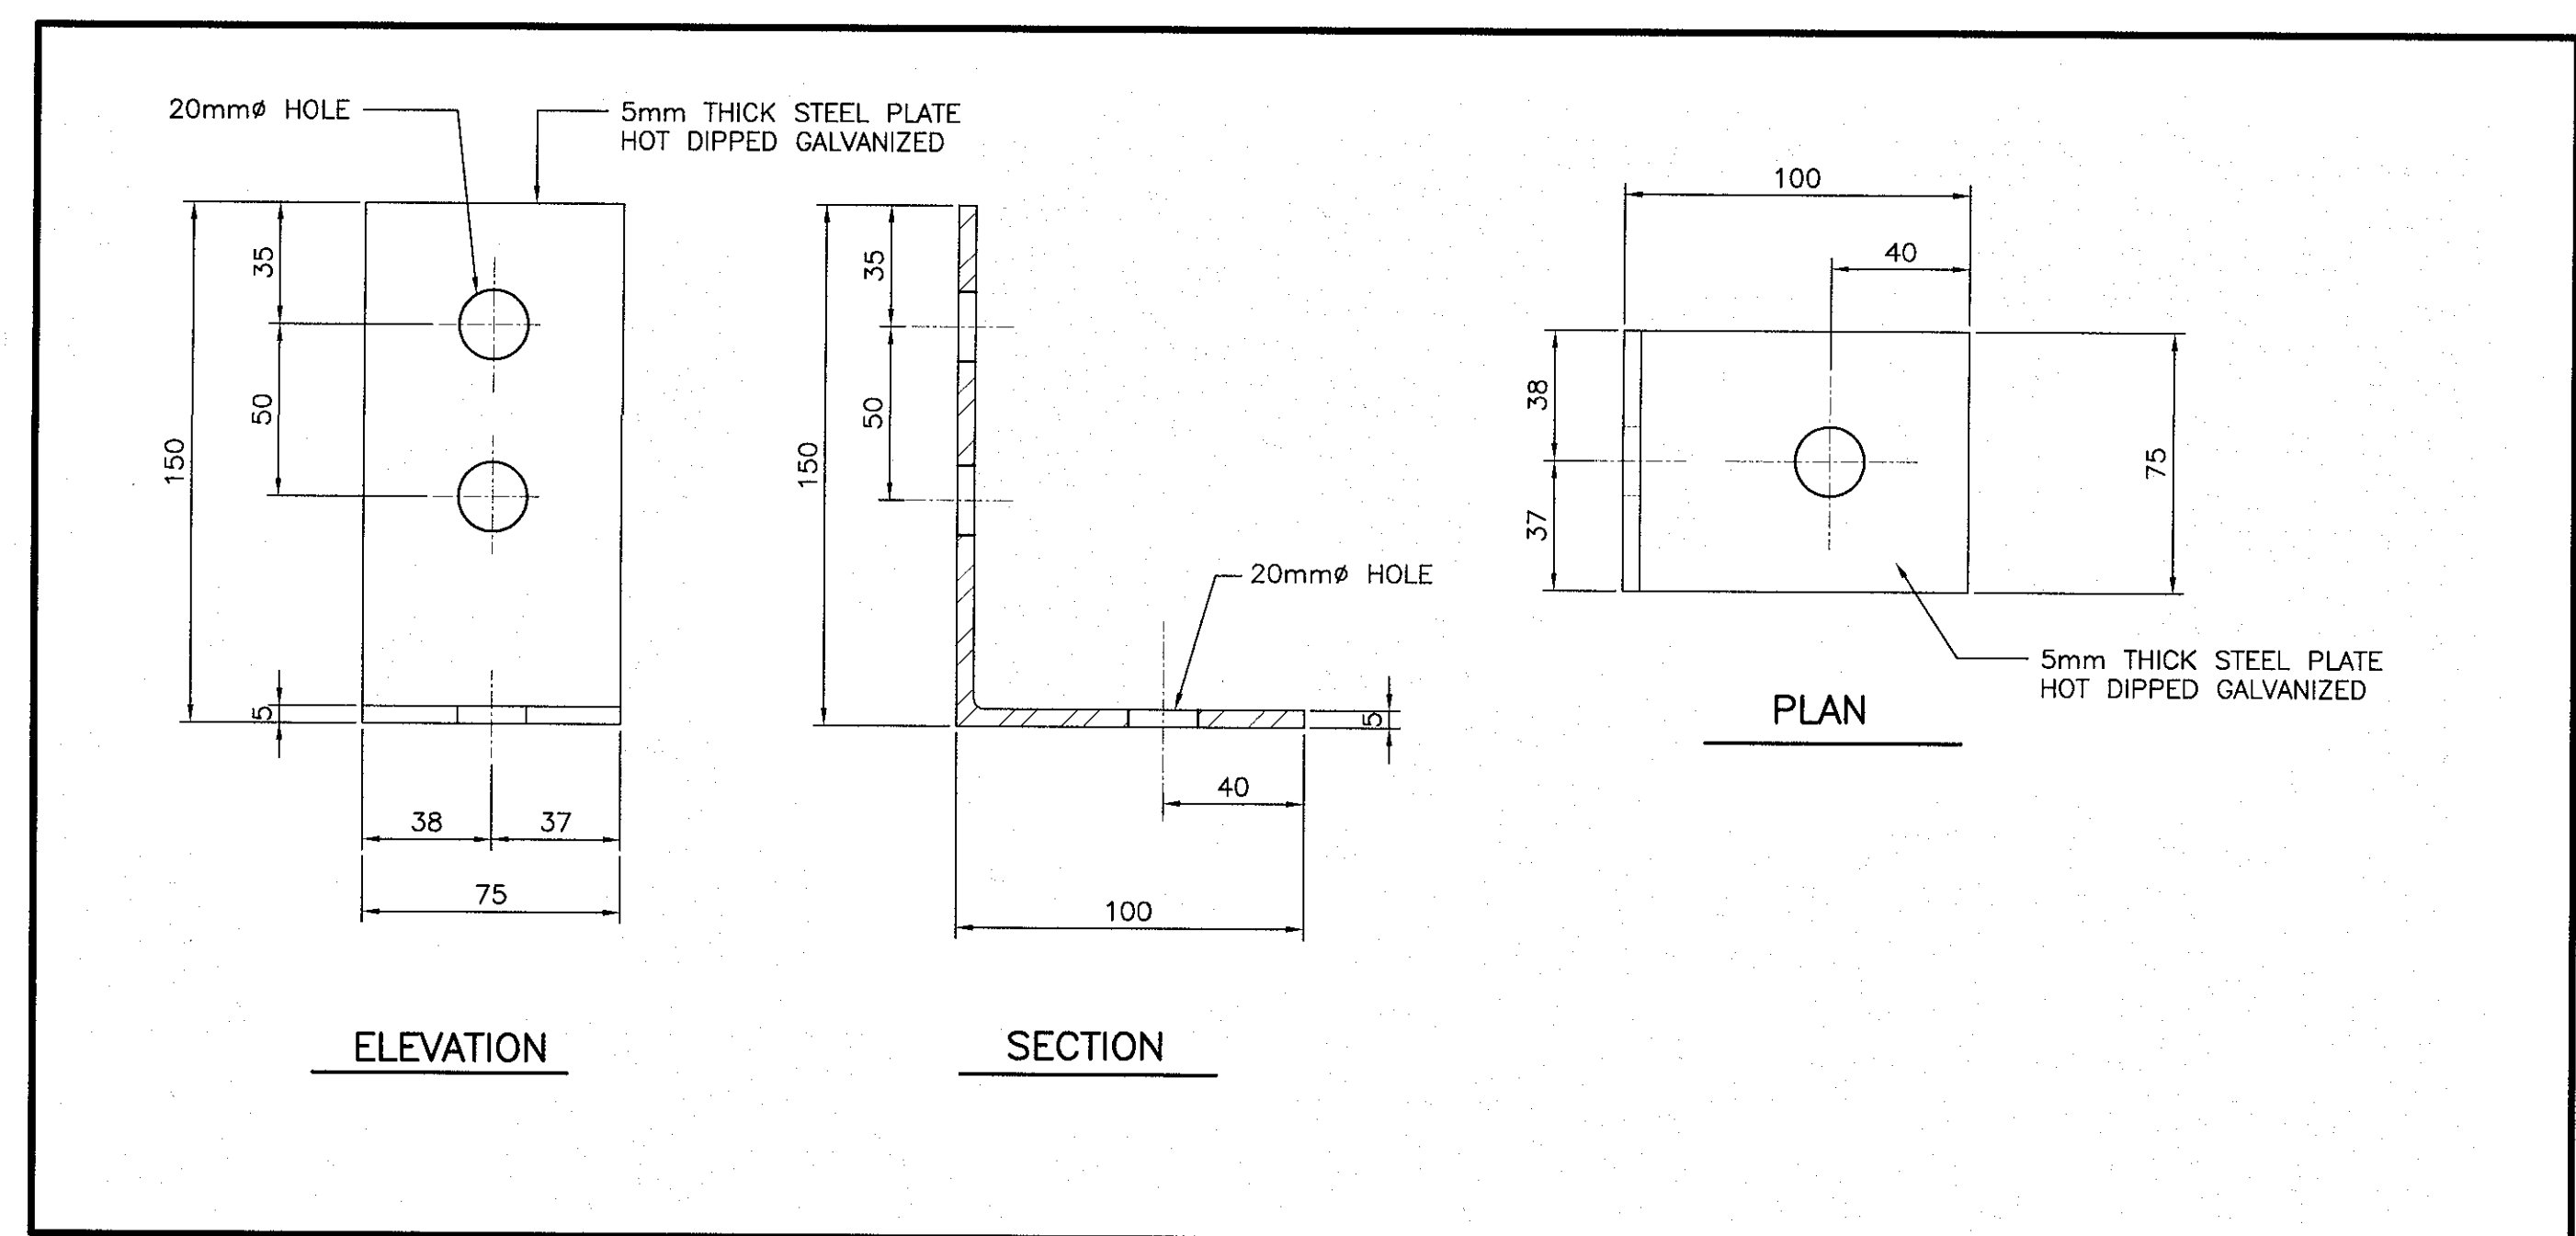 20mmø HOLE
5mm THICK STEEL PLATE
HOT DIPPED GALVANIZED
35
50
150
5
38
37
75
ELEVATION
35
50
150
20mmø HOLE
5
40
100
SECTION
100
40
38
37
75
5mm THICK STEEL PLATE
HOT DIPPED GALVANIZED
PLAN